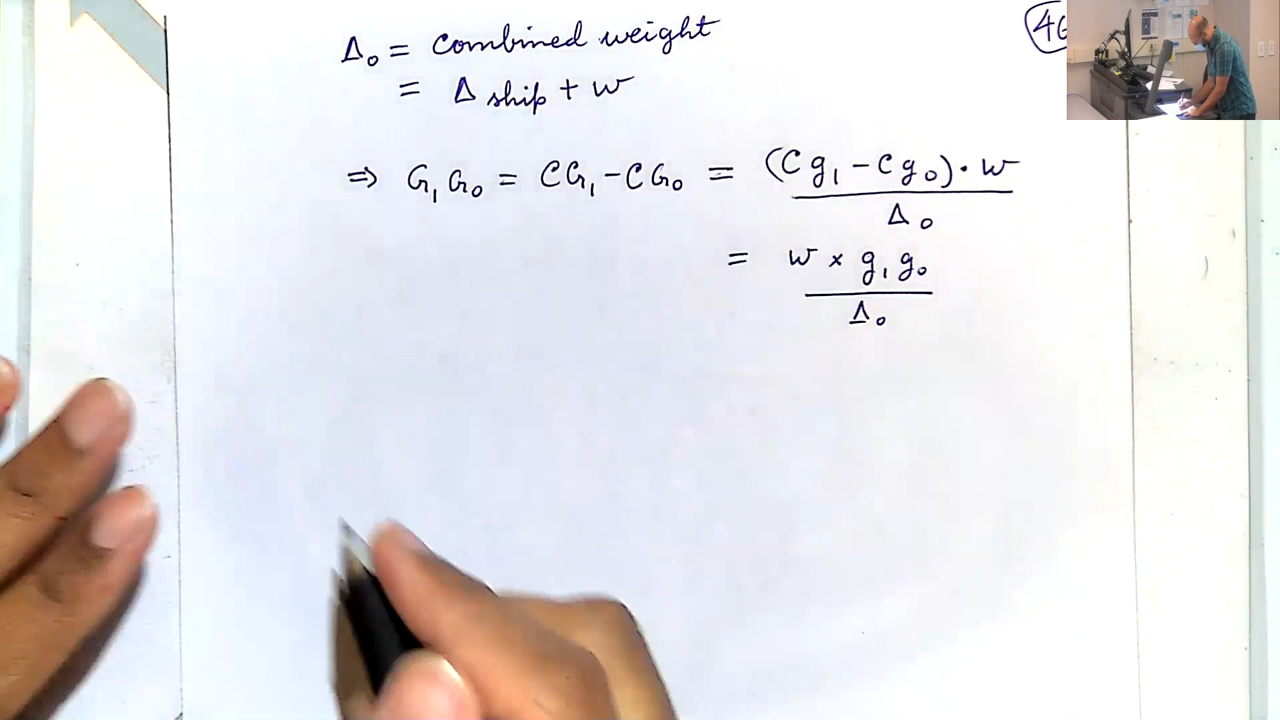 Δ₀ = Combined weight
= Δ ship + w
⇒ G₁G₀ = CG₁ - CG₀ = (Cg₁ - Cg₀) · w / Δ₀
= w × g₁g₀ / Δ₀